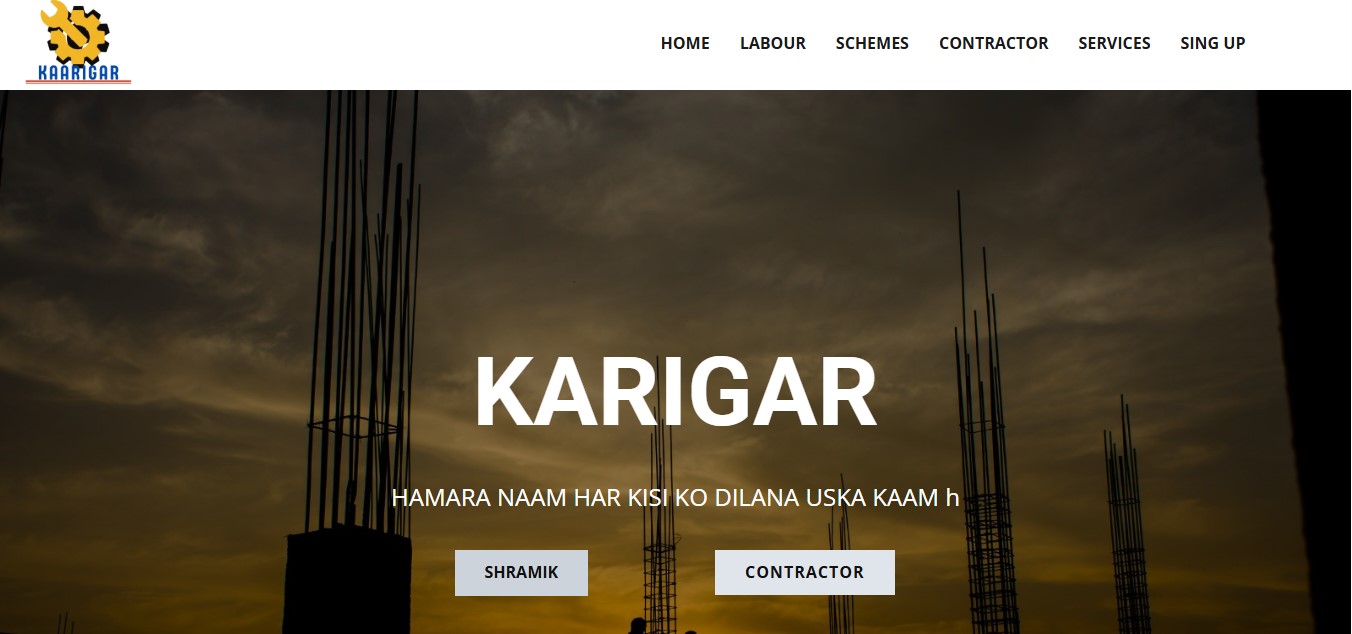 KAARIGAR
HOME LABOUR SCHEMES CONTRACTOR SERVICES SING UP
KARIGAR
HAMARA NAAM HAR KISI KO DILANA USKA KAAM h
SHRAMIK CONTRACTOR